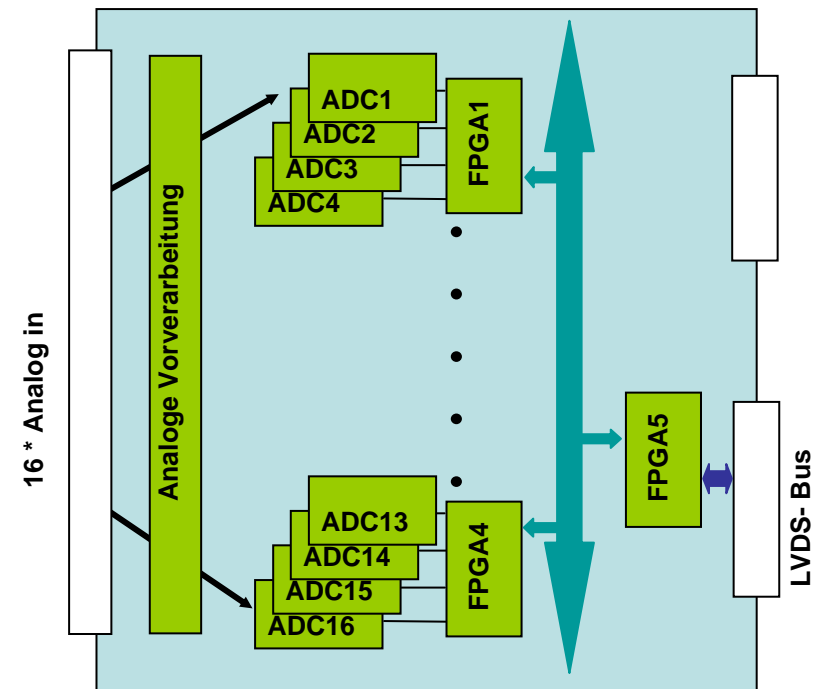 16 * Analog in
Analoge Vorverarbeitung
ADC1
ADC2
ADC3
ADC4
FPGA1
ADC13
ADC14
ADC15
ADC16
FPGA4
FPGA5
LVDS- Bus